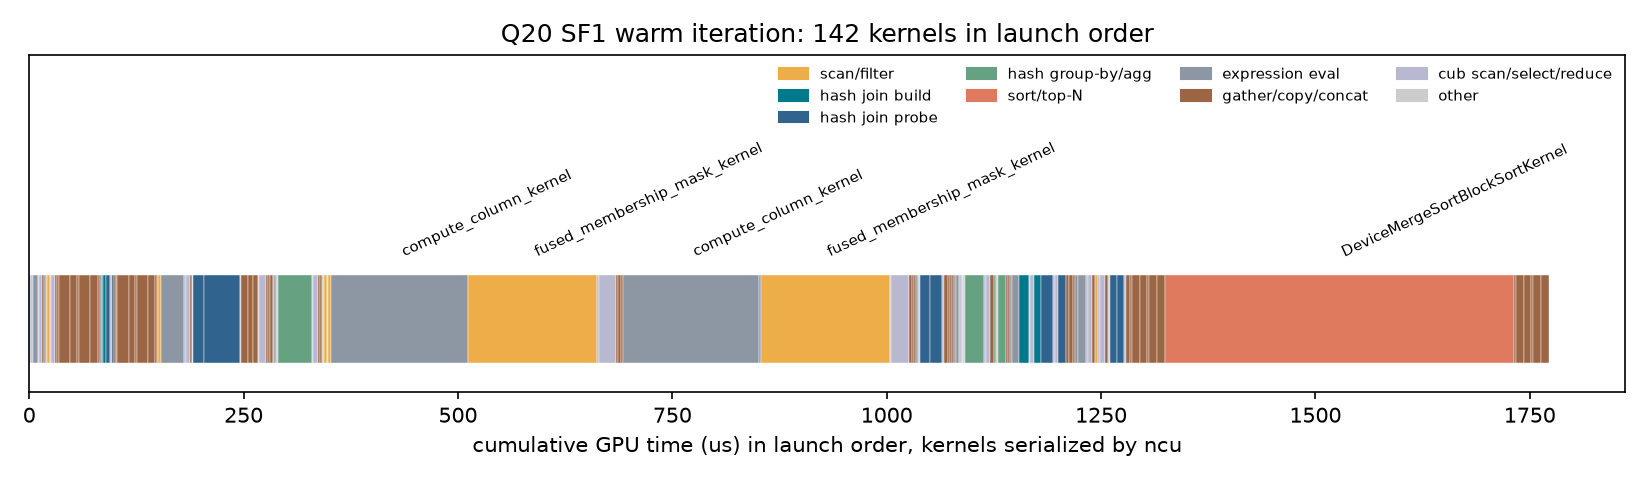 Q20 SF1 warm iteration: 142 kernels in launch order
scan/filter
hash join build
hash join probe
hash group-by/agg
sort/top-N
expression eval
gather/copy/concat
cub scan/select/reduce
other
compute_column_kernel
fused_membership_mask_kernel
compute_column_kernel
fused_membership_mask_kernel
DeviceMergeSortBlockSortKernel
0 250 500 750 1000 1250 1500 1750
cumulative GPU time (us) in launch order, kernels serialized by ncu